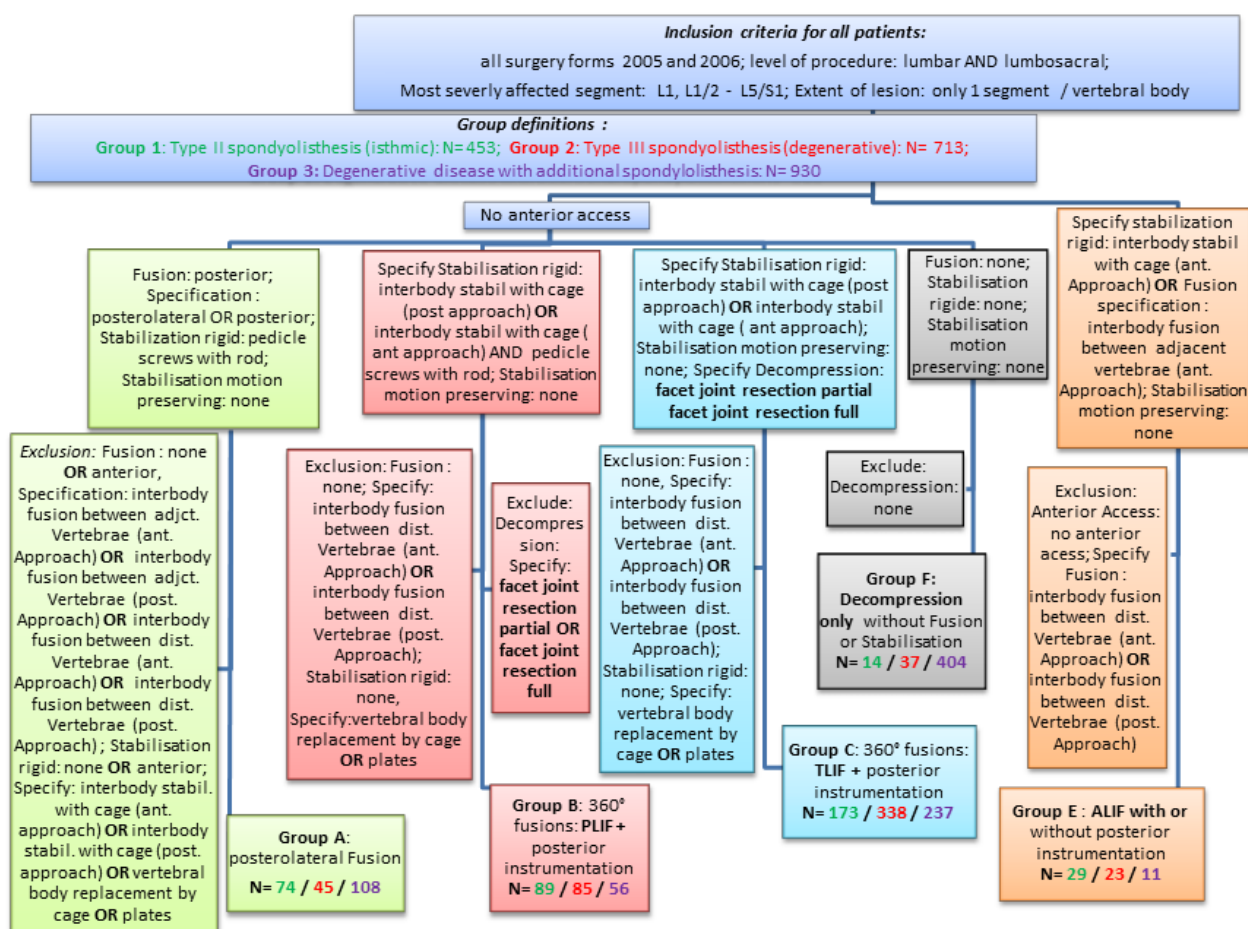 Inclusion criteria for all patients:
all surgery forms 2005 and 2006; level of procedure: lumbar AND lumbosacral;
Most severly affected segment: L1, L1/2 - L5/S1; Extent of lesion: only 1 segment / vertebral body
Group definitions :
Group 1: Type II spondyolisthesis (isthmic): N= 453; Group 2: Type III spondyolisthesis (degenerative): N= 713;
Group 3: Degenerative disease with additional spondylolisthesis: N= 930
No anterior access
Fusion: posterior;
Specification :
posterolateral OR posterior;
Stabilization rigid: pedicle
screws with rod;
Stabilisation motion
preserving: none
Specify Stabilisation rigid:
interbody stabil with cage
(post approach) OR
interbody stabil with cage (
ant approach) AND pedicle
screws with rod; Stabilisation
motion preserving: none
Specify Stabilisation rigid:
interbody stabil with cage (post
approach) OR interbody stabil
with cage ( ant approach);
Stabilisation motion preserving:
none; Specify Decompression:
facet joint resection partial
facet joint resection full
Fusion: none;
Stabilisation
rigide: none;
Stabilisation
motion
preserving: none
Specify stabilization
rigid: interbody stabil
with cage (ant.
Approach) OR Fusion
specification :
interbody fusion
between adjacent
vertebrae (ant.
Approach); Stabilisation
motion preserving:
none
Exclusion: Fusion : none
OR anterior,
Specification: interbody
fusion between adjct.
Vertebrae (ant.
Approach) OR interbody
fusion between adjct.
Vertebrae (post.
Approach) OR interbody
fusion between dist.
Vertebrae (ant.
Approach) OR interbody
fusion between dist.
Vertebrae (post.
Approach) ; Stabilisation
rigid: none OR anterior;
Specify: interbody stabil.
with cage (ant.
approach) OR interbody
stabil. with cage (post.
approach) OR vertebral
body replacement by
cage OR plates
Group A:
posterolateral Fusion
N= 74 / 45 / 108
Exclusion: Fusion :
none; Specify:
interbody fusion
between dist.
Vertebrae (ant.
Approach) OR
interbody fusion
between dist.
Vertebrae (post.
Approach);
Stabilisation rigid:
none,
Specify:vertebral body
replacement by cage
OR plates
Exclude:
Decompres
sion:
Specify:
facet joint
resection
partial OR
facet joint
resection
full
Group B: 360°
fusions: PLIF +
posterior
instrumentation
N= 89 / 85 / 56
Exclusion: Fusion :
none, Specify:
interbody fusion
between dist.
Vertebrae (ant.
Approach) OR
interbody fusion
between dist.
Vertebrae (post.
Approach);
Stabilisation rigid:
none; Specify:
vertebral body
replacement by
cage OR plates
Group C: 360° fusions:
TLIF + posterior
instrumentation
N= 173 / 338 / 237
Exclude:
Decompression:
none
Group F:
Decompression
only without Fusion
or Stabilisation
N= 14 / 37 / 404
Exclusion:
Anterior Access:
no anterior
acess; Specify
Fusion :
interbody fusion
between dist.
Vertebrae (ant.
Approach) OR
interbody fusion
between dist.
Vertebrae (post.
Approach)
Group E : ALIF with or
without posterior
instrumentation
N= 29 / 23 / 11